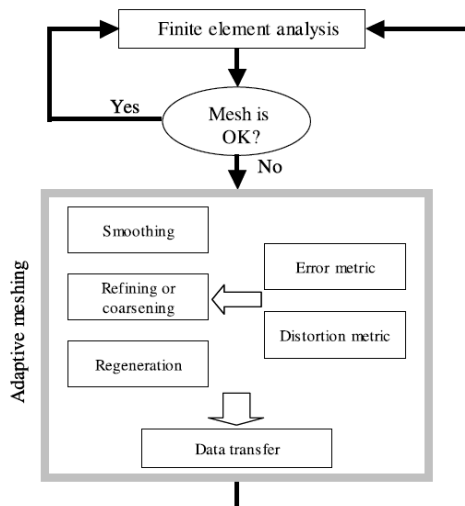 Finite element analysis
Yes
Mesh is
OK?
No
Adaptive meshing
Smoothing
Refining or
coarsening
Regeneration
Error metric
Distortion metric
Data transfer